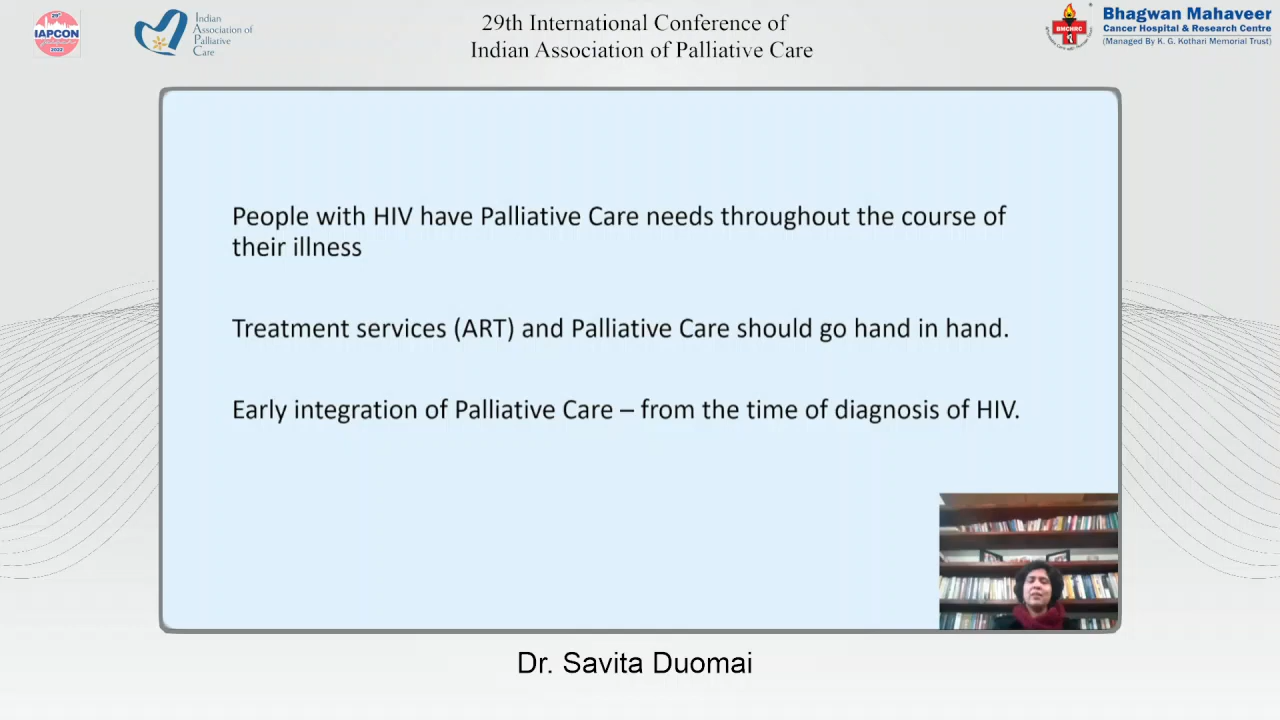 29th
IAPCON
2022
Indian
Association of
Palliative
Care
29th International Conference of
Indian Association of Palliative Care
BMCHRC
Bhagwan Mahaveer
Cancer Hospital & Research Centre
(Managed By K. G. Kothari Memorial Trust)
People with HIV have Palliative Care needs throughout the course of
their illness
Treatment services (ART) and Palliative Care should go hand in hand.
Early integration of Palliative Care – from the time of diagnosis of HIV.
Dr. Savita Duomai